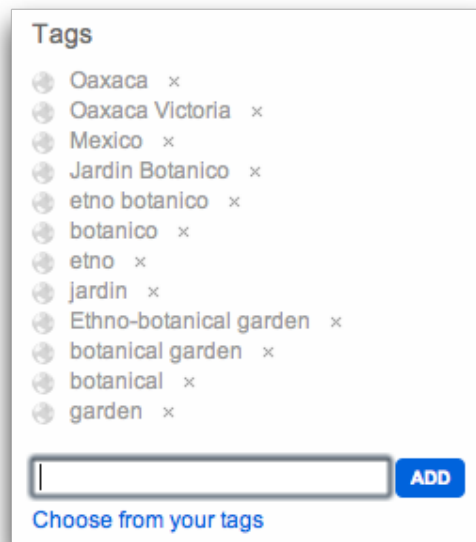 Tags
Oaxaca ×
Oaxaca Victoria ×
Mexico ×
Jardin Botanico ×
etno botanico ×
botanico ×
etno ×
jardin ×
Ethno-botanical garden ×
botanical garden ×
botanical ×
garden ×
ADD
Choose from your tags